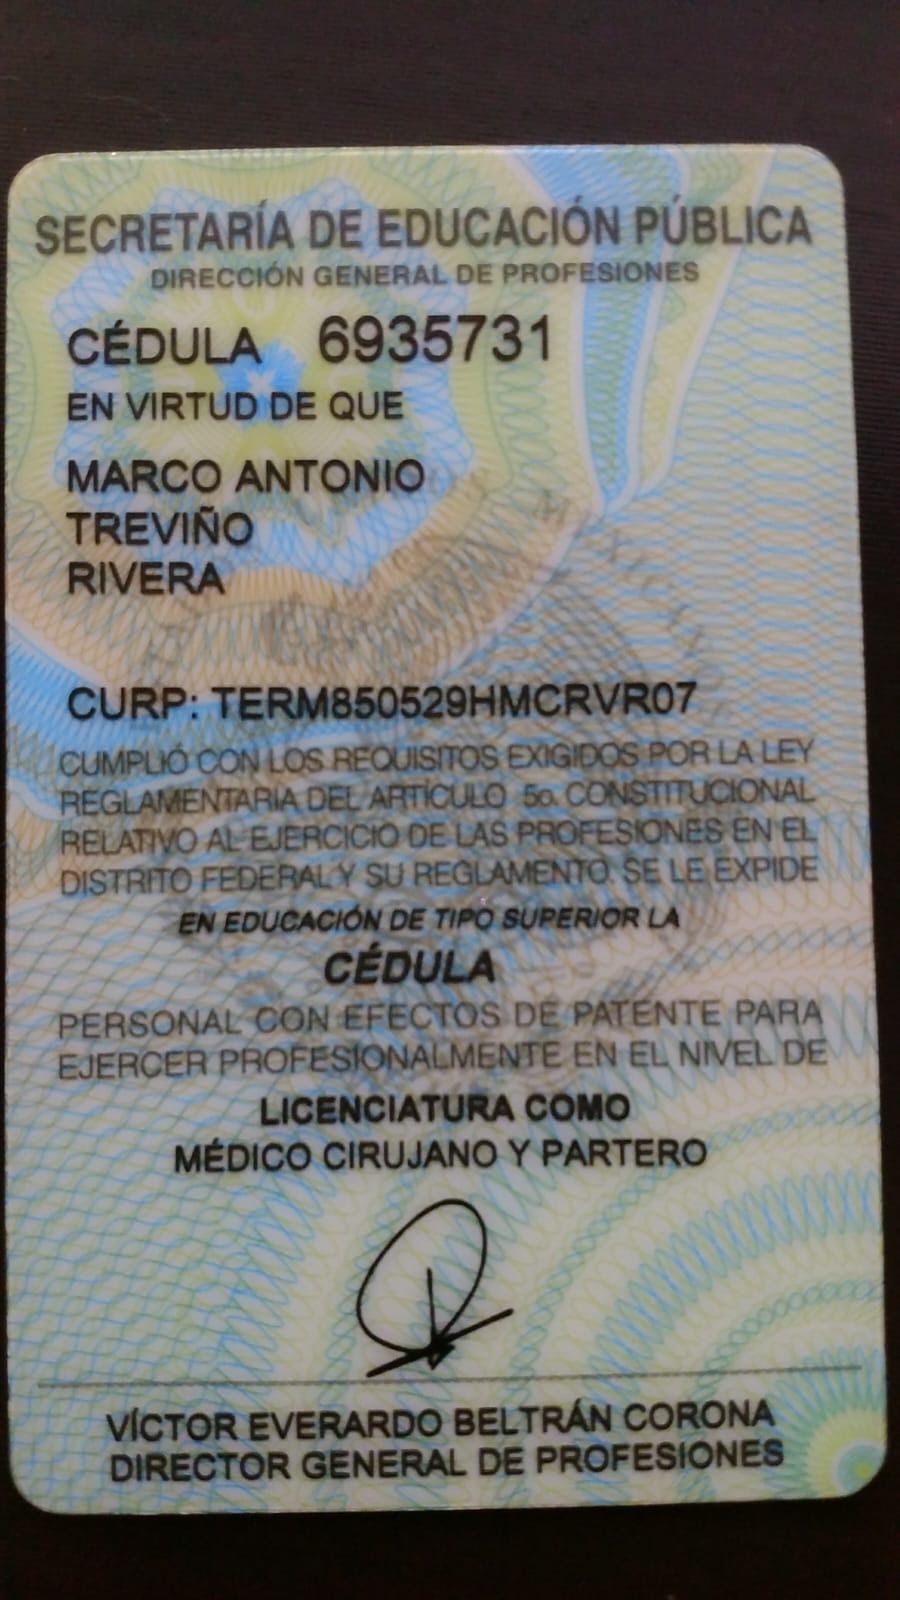 SECRETARÍA DE EDUCACIÓN PÚBLICA
DIRECCIÓN GENERAL DE PROFESIONES
CÉDULA 6935731
EN VIRTUD DE QUE
MARCO ANTONIO
TREVIÑO
RIVERA
CURP: TERM850529HMCRVR07
CUMPLIÓ CON LOS REQUISITOS EXIGIDOS POR LA LEY
REGLAMENTARIA DEL ARTÍCULO 5o. CONSTITUCIONAL
RELATIVO AL EJERCICIO DE LAS PROFESIONES EN EL
DISTRITO FEDERAL Y SU REGLAMENTO. SE LE EXPIDE
EN EDUCACIÓN DE TIPO SUPERIOR LA
CÉDULA
PERSONAL CON EFECTOS DE PATENTE PARA
EJERCER PROFESIONALMENTE EN EL NIVEL DE
LICENCIATURA COMO
MÉDICO CIRUJANO Y PARTERO
VÍCTOR EVERARDO BELTRÁN CORONA
DIRECTOR GENERAL DE PROFESIONES